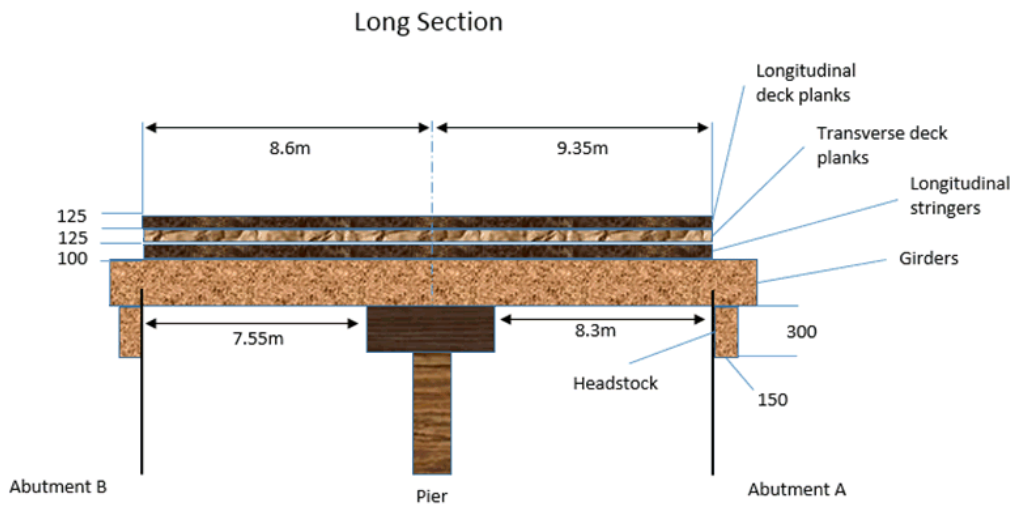 Long Section
Longitudinal
deck planks
8.6m
9.35m
Transverse deck
planks
Longitudinal
stringers
125
125
100
Girders
7.55m
8.3m
300
Headstock
150
Abutment B
Pier
Abutment A